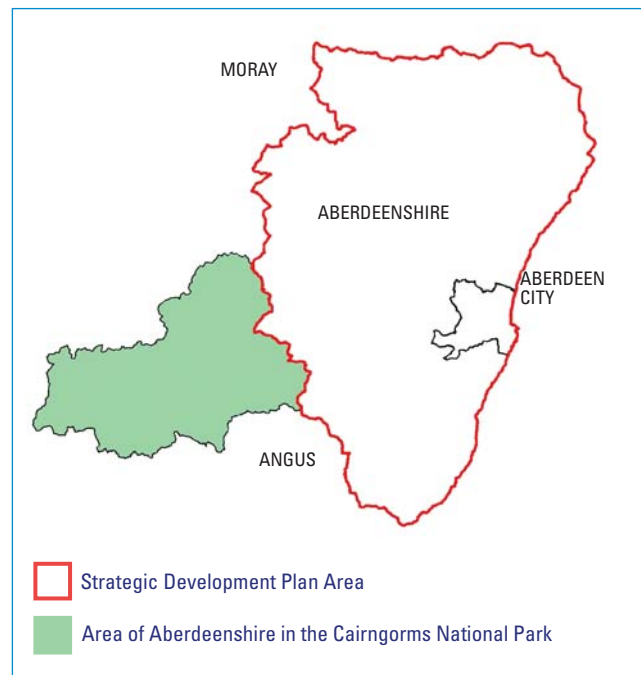 MORAY
ABERDEENSHIRE
ABERDEEN
CITY
ANGUS
Strategic Development Plan Area
Area of Aberdeenshire in the Cairngorms National Park